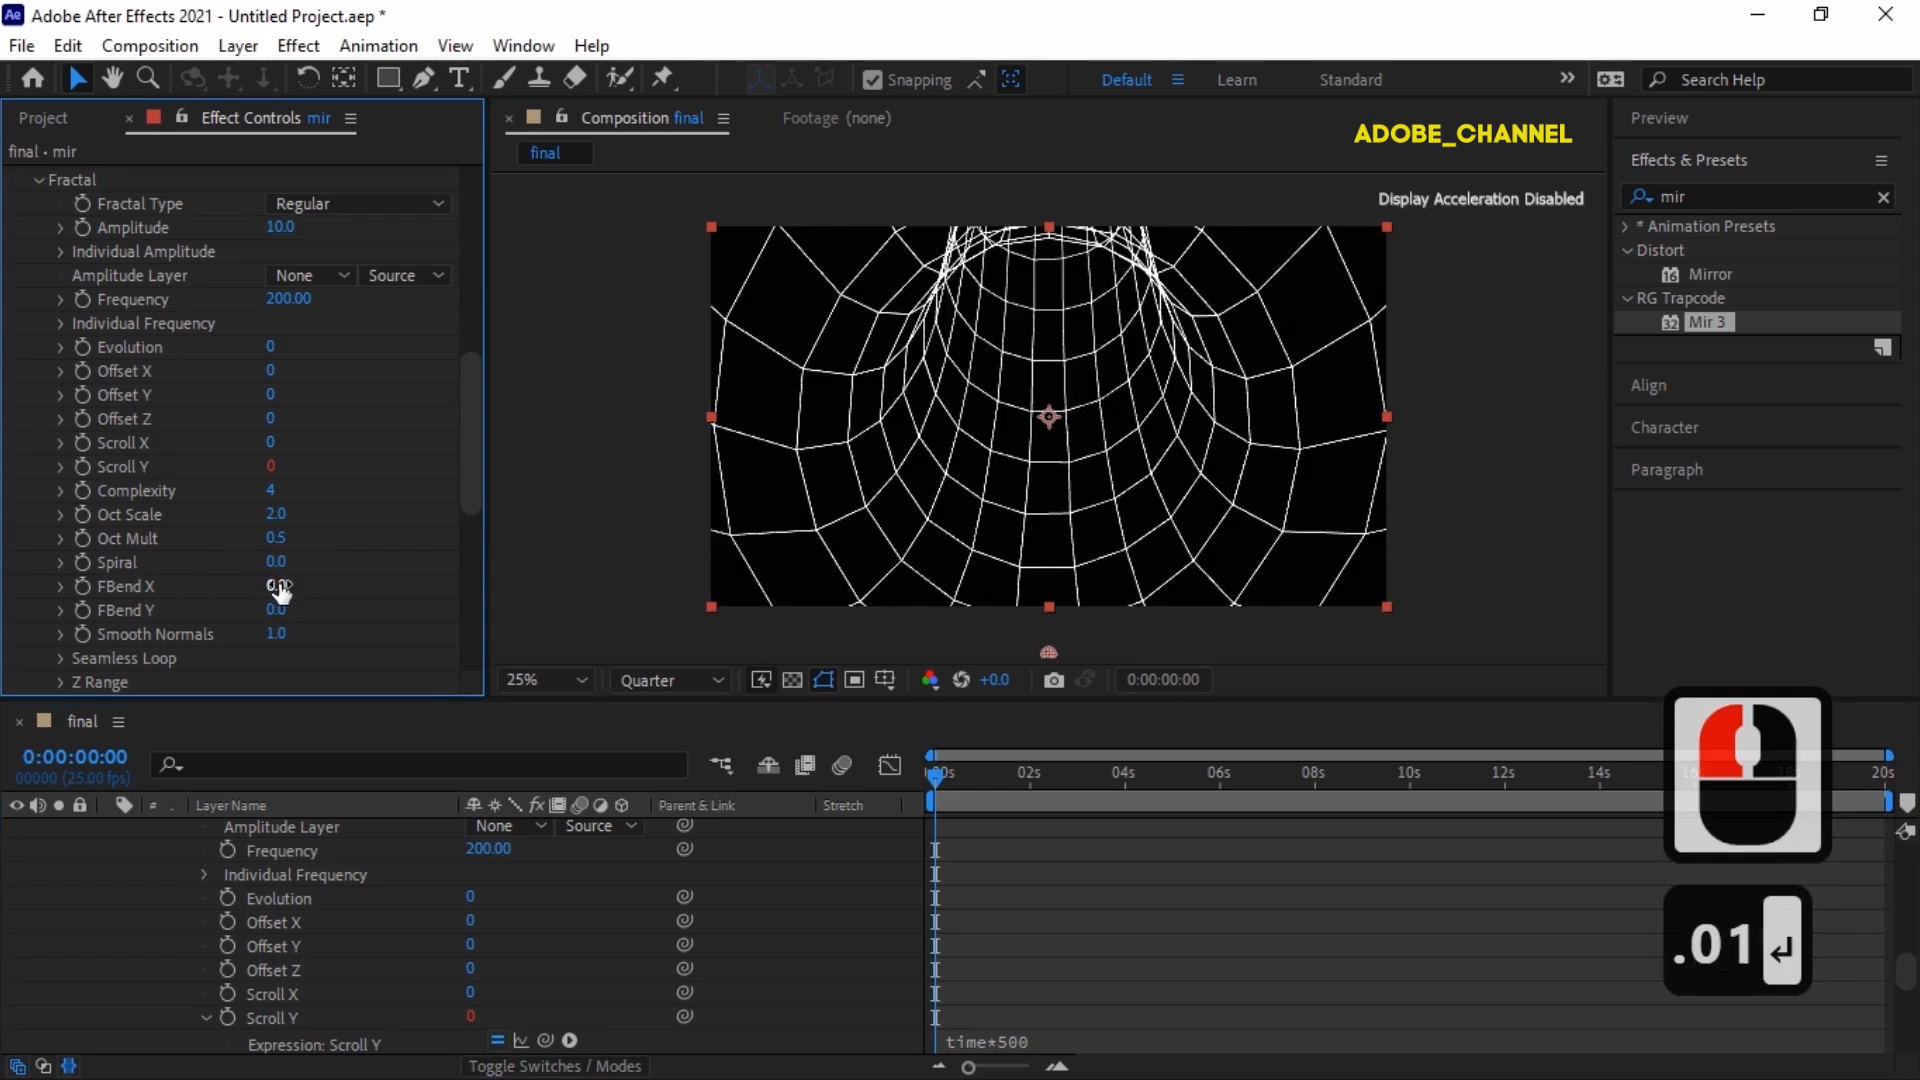 Ae Adobe After Effects 2021 - Untitled Project.aep *
File Edit Composition Layer Effect Animation View Window Help
Snapping Default Learn Standard Search Help
Project Effect Controls mir
final • mir
Fractal
Fractal Type Regular
Amplitude 10.0
Individual Amplitude
Amplitude Layer None Source
Frequency 200.00
Individual Frequency
Evolution 0
Offset X 0
Offset Y 0
Offset Z 0
Scroll X 0
Scroll Y 0
Complexity 4
Oct Scale 2.0
Oct Mult 0.5
Spiral 0.0
FBend X
FBend Y 0.0
Smooth Normals 1.0
Seamless Loop
Z Range
Composition final Footage (none)
final
ADOBE_CHANNEL
Display Acceleration Disabled
25% Quarter +0.0 0:00:00:00
Preview
Effects & Presets
mir
* Animation Presets
Distort
16 Mirror
RG Trapcode
32 Mir 3
Align
Character
Paragraph
final
0:00:00:00
00000 (25.00 fps)
02s 04s 06s 08s 10s 12s 14s 20s
# Layer Name fx Parent & Link Stretch
Amplitude Layer None Source
Frequency 200.00
Individual Frequency
Evolution 0
Offset X 0
Offset Y 0
Offset Z 0
Scroll X 0
Scroll Y 0
Expression: Scroll Y time*500
Toggle Switches / Modes
.01